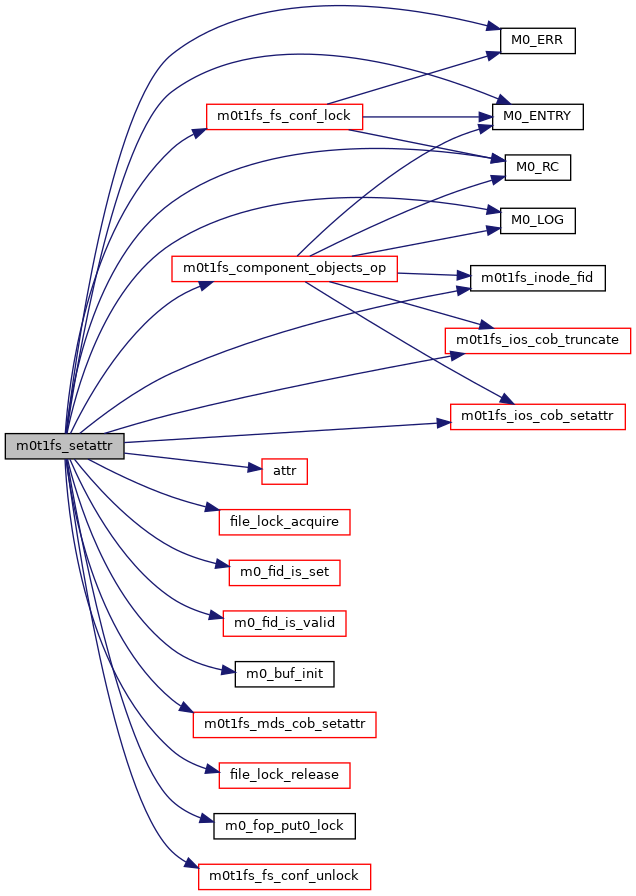 M0_ERR
m0t1fs_fs_conf_lock
M0_ENTRY
M0_RC
M0_LOG
m0t1fs_component_objects_op
m0t1fs_inode_fid
m0t1fs_ios_cob_truncate
m0t1fs_ios_cob_setattr
m0t1fs_setattr
attr
file_lock_acquire
m0_fid_is_set
m0_fid_is_valid
m0_buf_init
m0t1fs_mds_cob_setattr
file_lock_release
m0_fop_put0_lock
m0t1fs_fs_conf_unlock